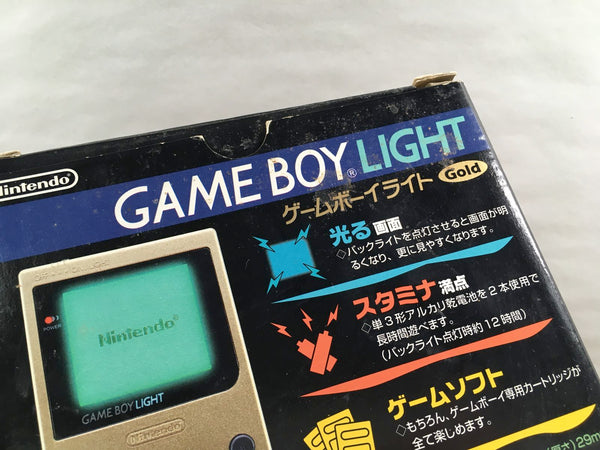 Nintendo
GAME BOY® LIGHT
ゲームボーイライト Gold
光る画面
◇バックライトを点灯させると画面が明
るくなり、更に見やすくなります。
スタミナ満点
◇単3形アルカリ乾電池を2本使用で
長時間遊べます。
(バックライト点灯時約12時間)
ゲームソフト
◇もちろん、ゲームボーイ専用カートリッジが
全て楽しめます。
(厚さ)29m
POWER
Nintendo®
GAME BOY LIGHT
Nintendo